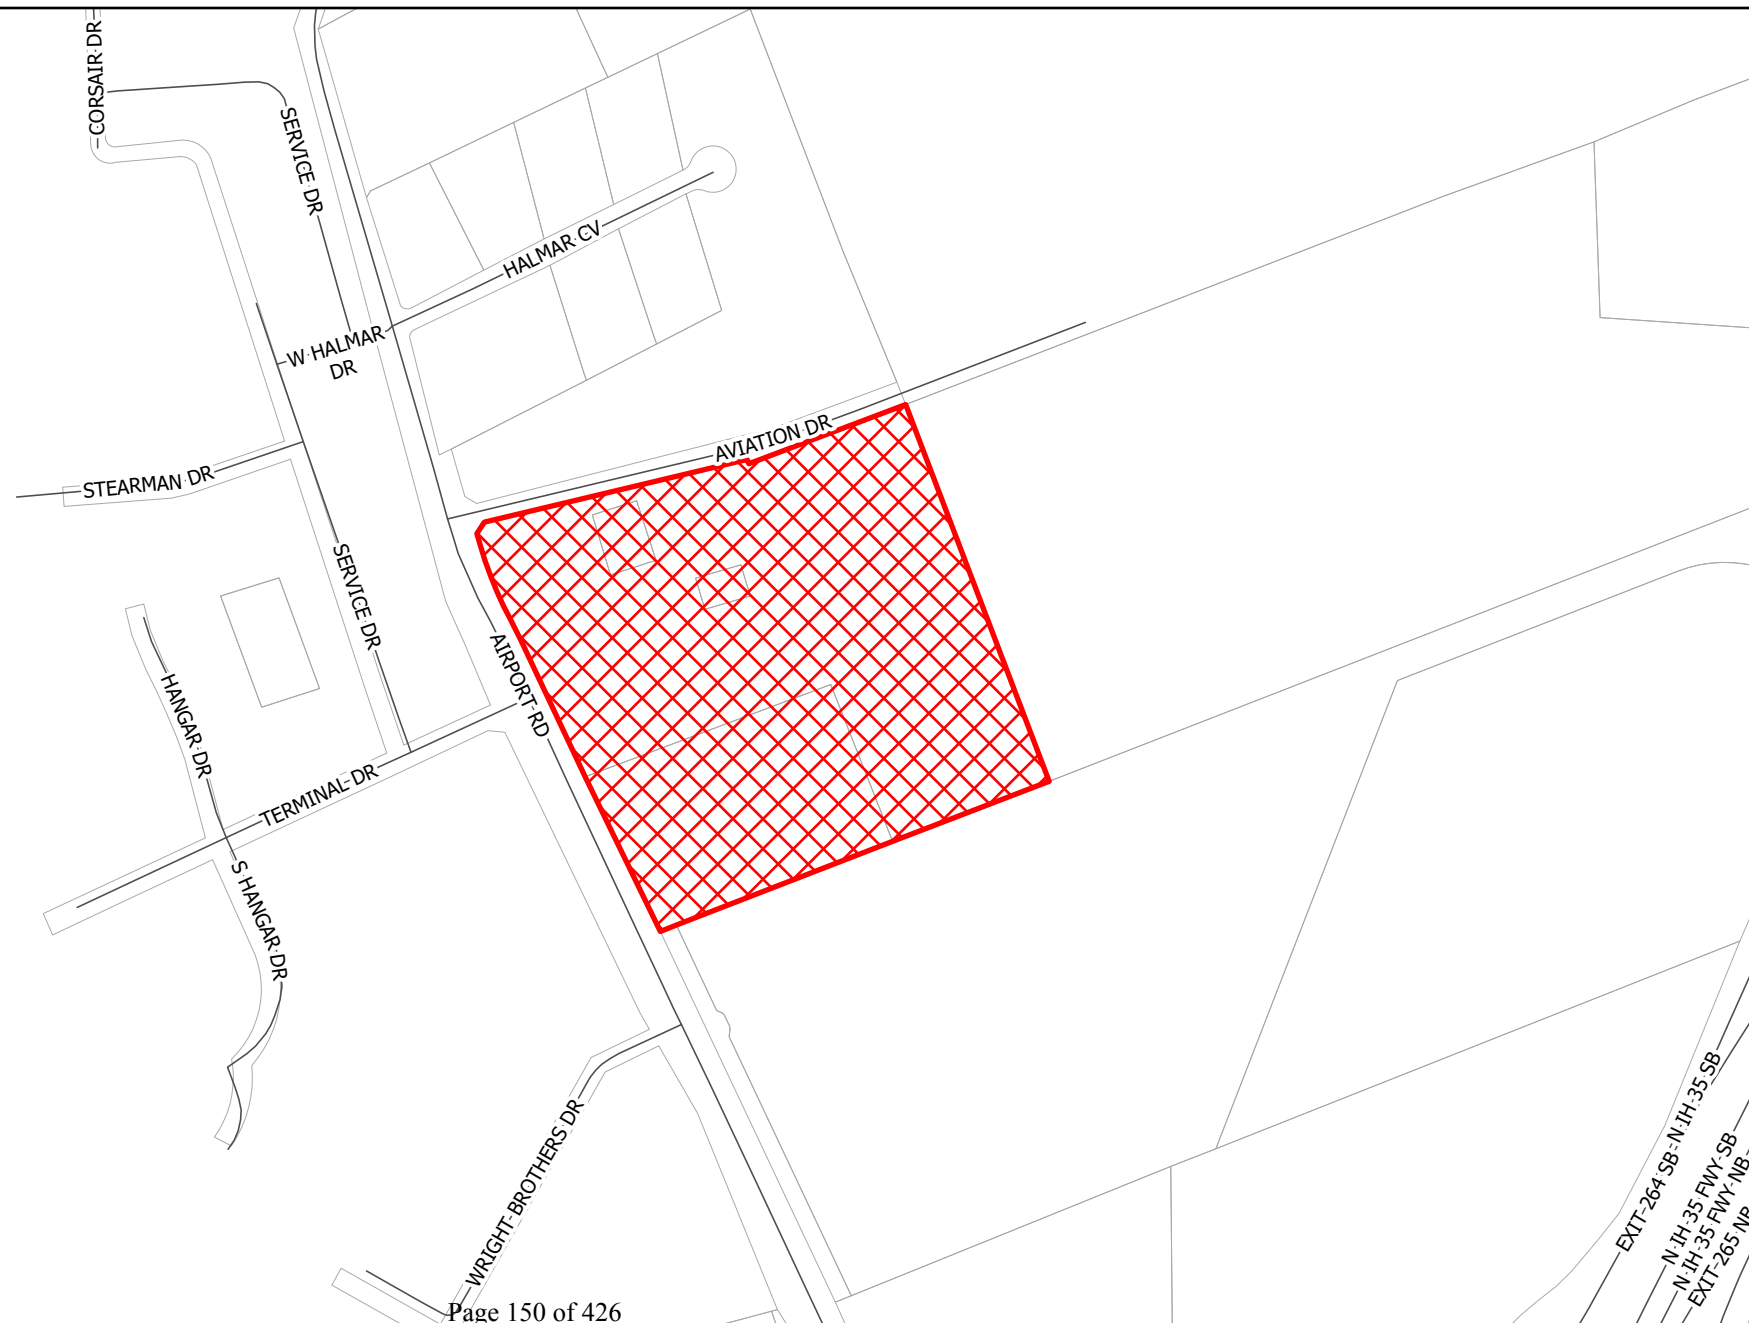 CORSAIR DR
SERVICE DR
HALMAR CV
W HALMAR
DR
AVIATION DR
STEARMAN DR
SERVICE DR
AIRPORT RD
HANGAR DR
TERMINAL DR
S HANGAR DR
WRIGHT BROTHERS DR
EXIT 264 SB - N IH 35 SB
N IH 35 FWY SB
N IH 35 FWY NB
EXIT 265 NB
Page 150 of 426